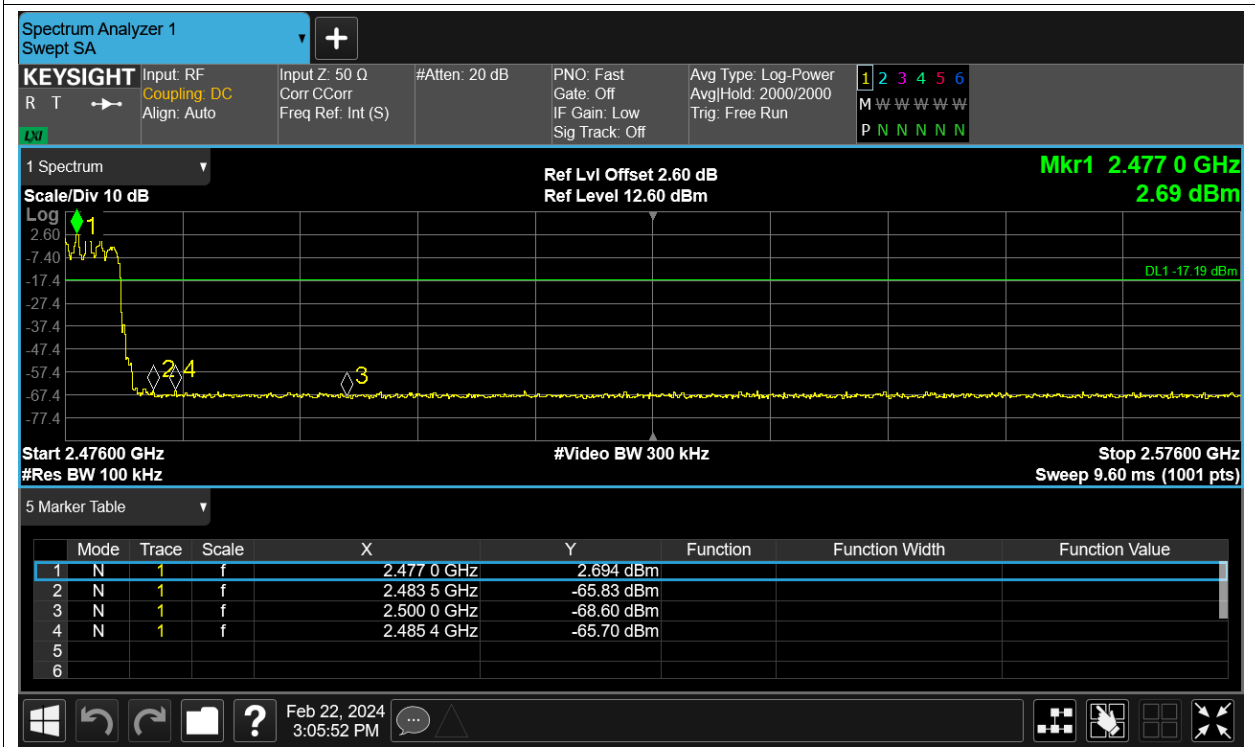 Spectrum Analyzer 1
Swept SA
KEYSIGHT Input: RF Input Z: 50 Ω #Atten: 20 dB PNO: Fast Avg Type: Log-Power 1 2 3 4 5 6
R T Coupling: DC Corr CCorr Gate: Off Avg|Hold: 2000/2000 M W W W W W
Align: Auto Freq Ref: Int (S) IF Gain: Low Trig: Free Run
LXI Sig Track: Off P N N N N N
1 Spectrum Ref Lvl Offset 2.60 dB Mkr1 2.477 0 GHz
Scale/Div 10 dB Ref Level 12.60 dBm 2.69 dBm
Log
1
2.60
-7.40
DL1 -17.19 dBm
-17.4
-27.4
-37.4
-47.4
-57.4 2 4 3
-67.4
-77.4
Start 2.47600 GHz #Video BW 300 kHz Stop 2.57600 GHz
#Res BW 100 kHz Sweep 9.60 ms (1001 pts)
5 Marker Table
Mode Trace Scale X Y Function Function Width Function Value
1 N 1 f 2.477 0 GHz 2.694 dBm
2 N 1 f 2.483 5 GHz -65.83 dBm
3 N 1 f 2.500 0 GHz -68.60 dBm
4 N 1 f 2.485 4 GHz -65.70 dBm
5
6
? Feb 22, 2024
3:05:52 PM